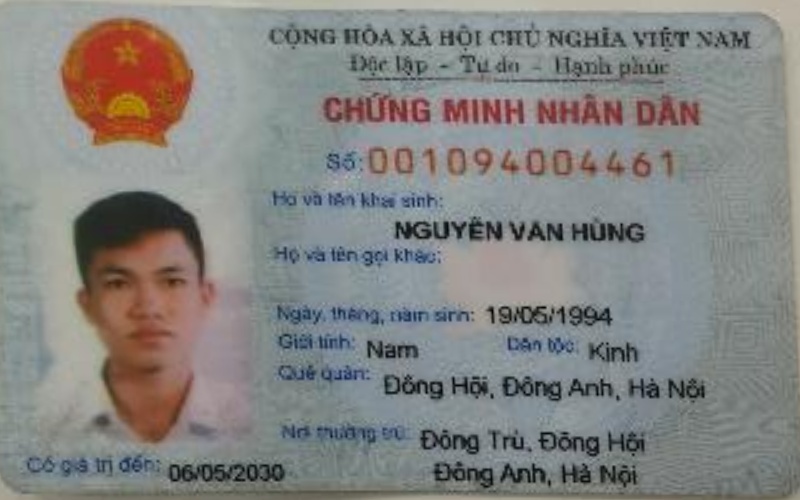 CỘNG HÒA XÃ HỘI CHỦ NGHĨA VIỆT NAM
Độc lập - Tự do - Hạnh phúc
CHỨNG MINH NHÂN DÂN
Số: 001094004461
Họ và tên khai sinh:
NGUYỄN VĂN HÙNG
Họ và tên gọi khác:
Ngày, tháng, năm sinh: 19/05/1994
Giới tính: Nam Dân tộc: Kinh
Quê quán: Đông Hội, Đông Anh, Hà Nội
Nơi thường trú: Đông Trù, Đông Hội
Đông Anh, Hà Nội
Có giá trị đến: 06/05/2030